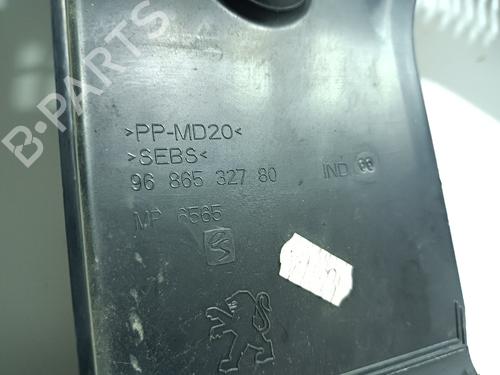 B-PARTS
>PP-MD20<
>SEBS<
96 865 327 80 IND
MP 6565